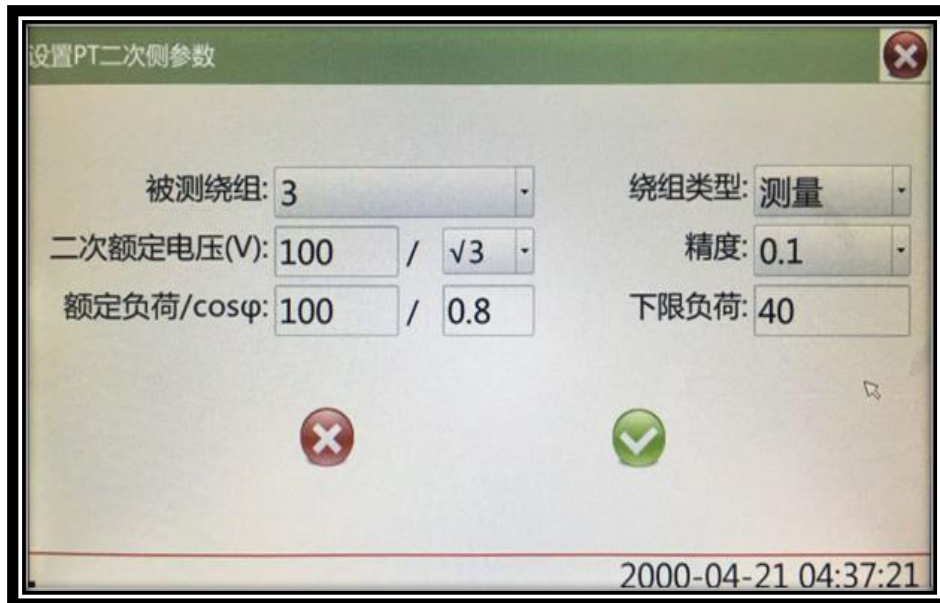 设置PT二次侧参数
被测绕组: 3 绕组类型: 测量
二次额定电压(V): 100 / √3 精度: 0.1
额定负荷/cosφ: 100 / 0.8 下限负荷: 40
2000-04-21 04:37:21